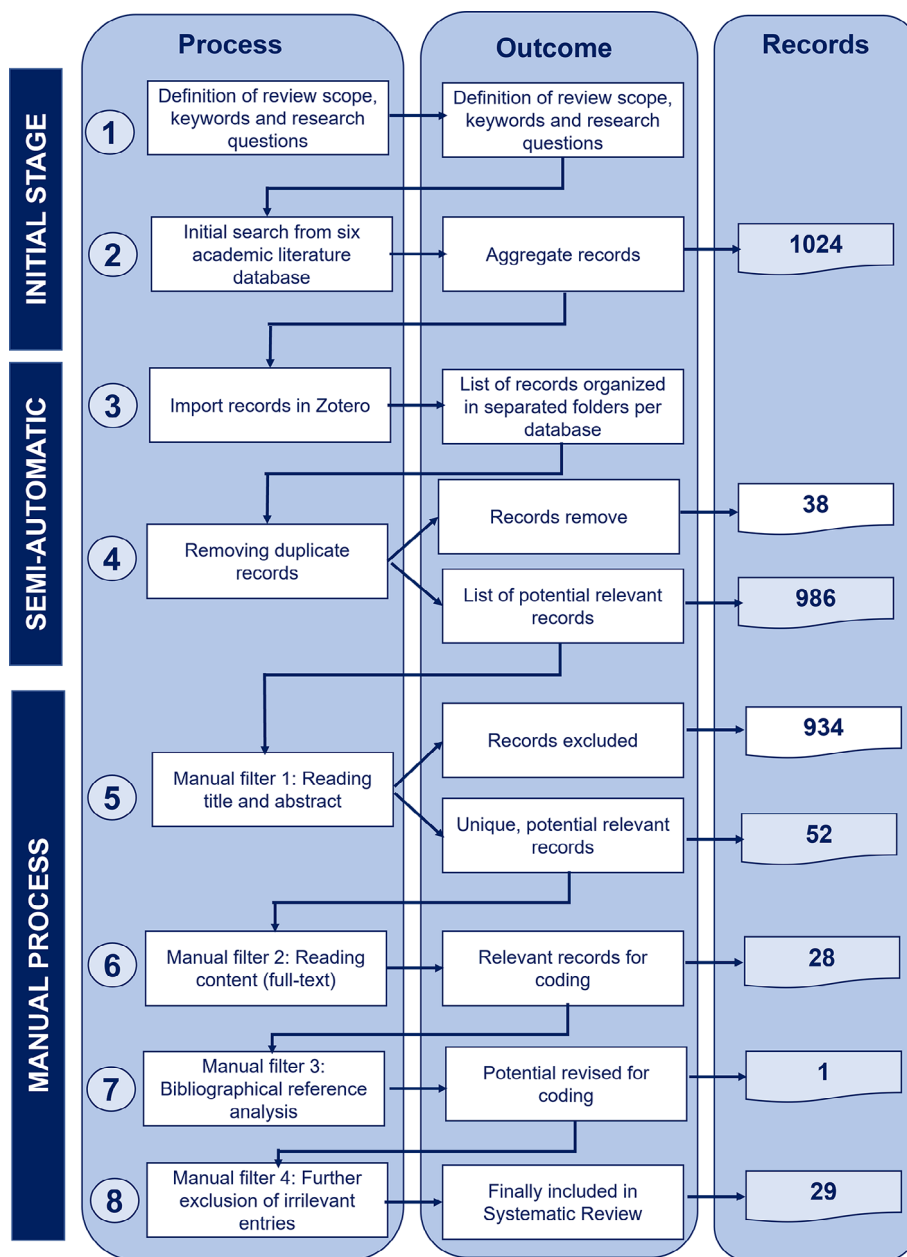 Process
Outcome
Records
INITIAL STAGE
1
Definition of review scope,
keywords and research
questions
Definition of review scope,
keywords and research
questions
2
Initial search from six
academic literature
database
Aggregate records
1024
SEMI-AUTOMATIC
3
Import records in Zotero
List of records organized
in separated folders per
database
4
Removing duplicate
records
Records remove
38
List of potential relevant
records
986
MANUAL PROCESS
5
Manual filter 1: Reading
title and abstract
Records excluded
934
Unique, potential relevant
records
52
6
Manual filter 2: Reading
content (full-text)
Relevant records for
coding
28
7
Manual filter 3:
Bibliographical reference
analysis
Potential revised for
coding
1
8
Manual filter 4: Further
exclusion of irrilevant
entries
Finally included in
Systematic Review
29